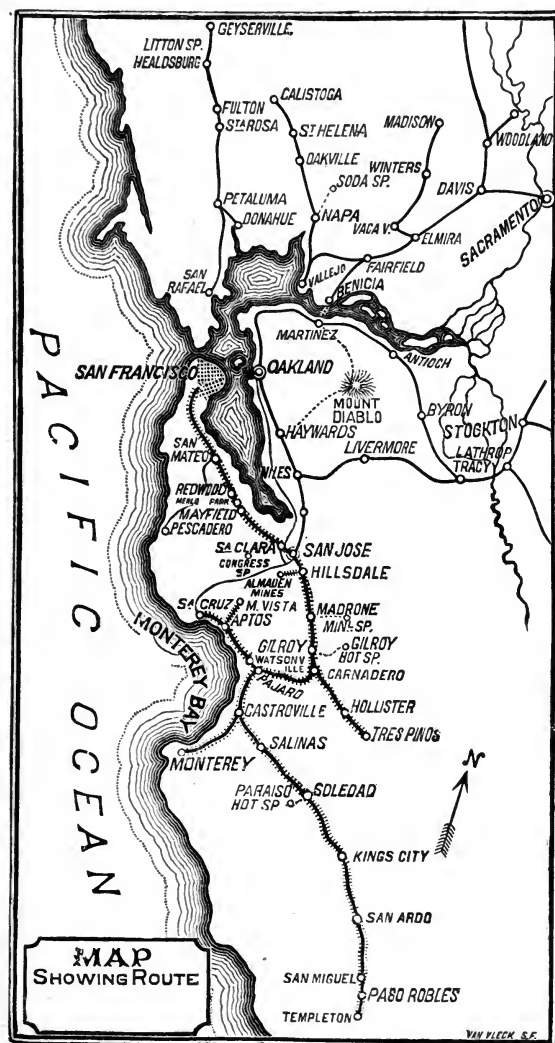 GEYSERVILLE
LITTON SP.
HEALDSBURG
FULTON
STA ROSA
PETALUMA
DONAHUE
SAN
RAFAEL
CALISTOGA
ST HELENA
OAKVILLE
SODA SP.
NAPA
VALLEJO
BENICIA
MADISON
WINTERS
VACA V.
ELMIRA
FAIRFIELD
DAVIS
WOODLAND
SACRAMENTO
MARTINEZ
ANTIOCH
SAN FRANCISCO
OAKLAND
MOUNT
DIABLO
BYRON
STOCKTON
HAYWARDS
LIVERMORE
LATHROP
TRACY
NILES
SAN
MATEO
REDWOOD
MENLO PARK
MAYFIELD
PESCADERO
SA CLARA
SAN JOSE
CONGRESS
SP.
HILLSDALE
ALMADEN
MINES
SA CRUZ
M. VISTA
APTOS
MADRONE
MINL SP.
GILROY
GILROY
HOT SP.
WATSONV
ILLE
CARNADERO
PAJARO
MONTEREY BAY
CASTROVILLE
HOLLISTER
TRES PINOS
SALINAS
MONTEREY
PARAISO
HOT SP
SOLEDAD
N
KINGS CITY
SAN ARDO
SAN MIGUEL
PASO ROBLES
TEMPLETON
PACIFIC OCEAN
MAP
SHOWING ROUTE
VAN VLECK S.F.